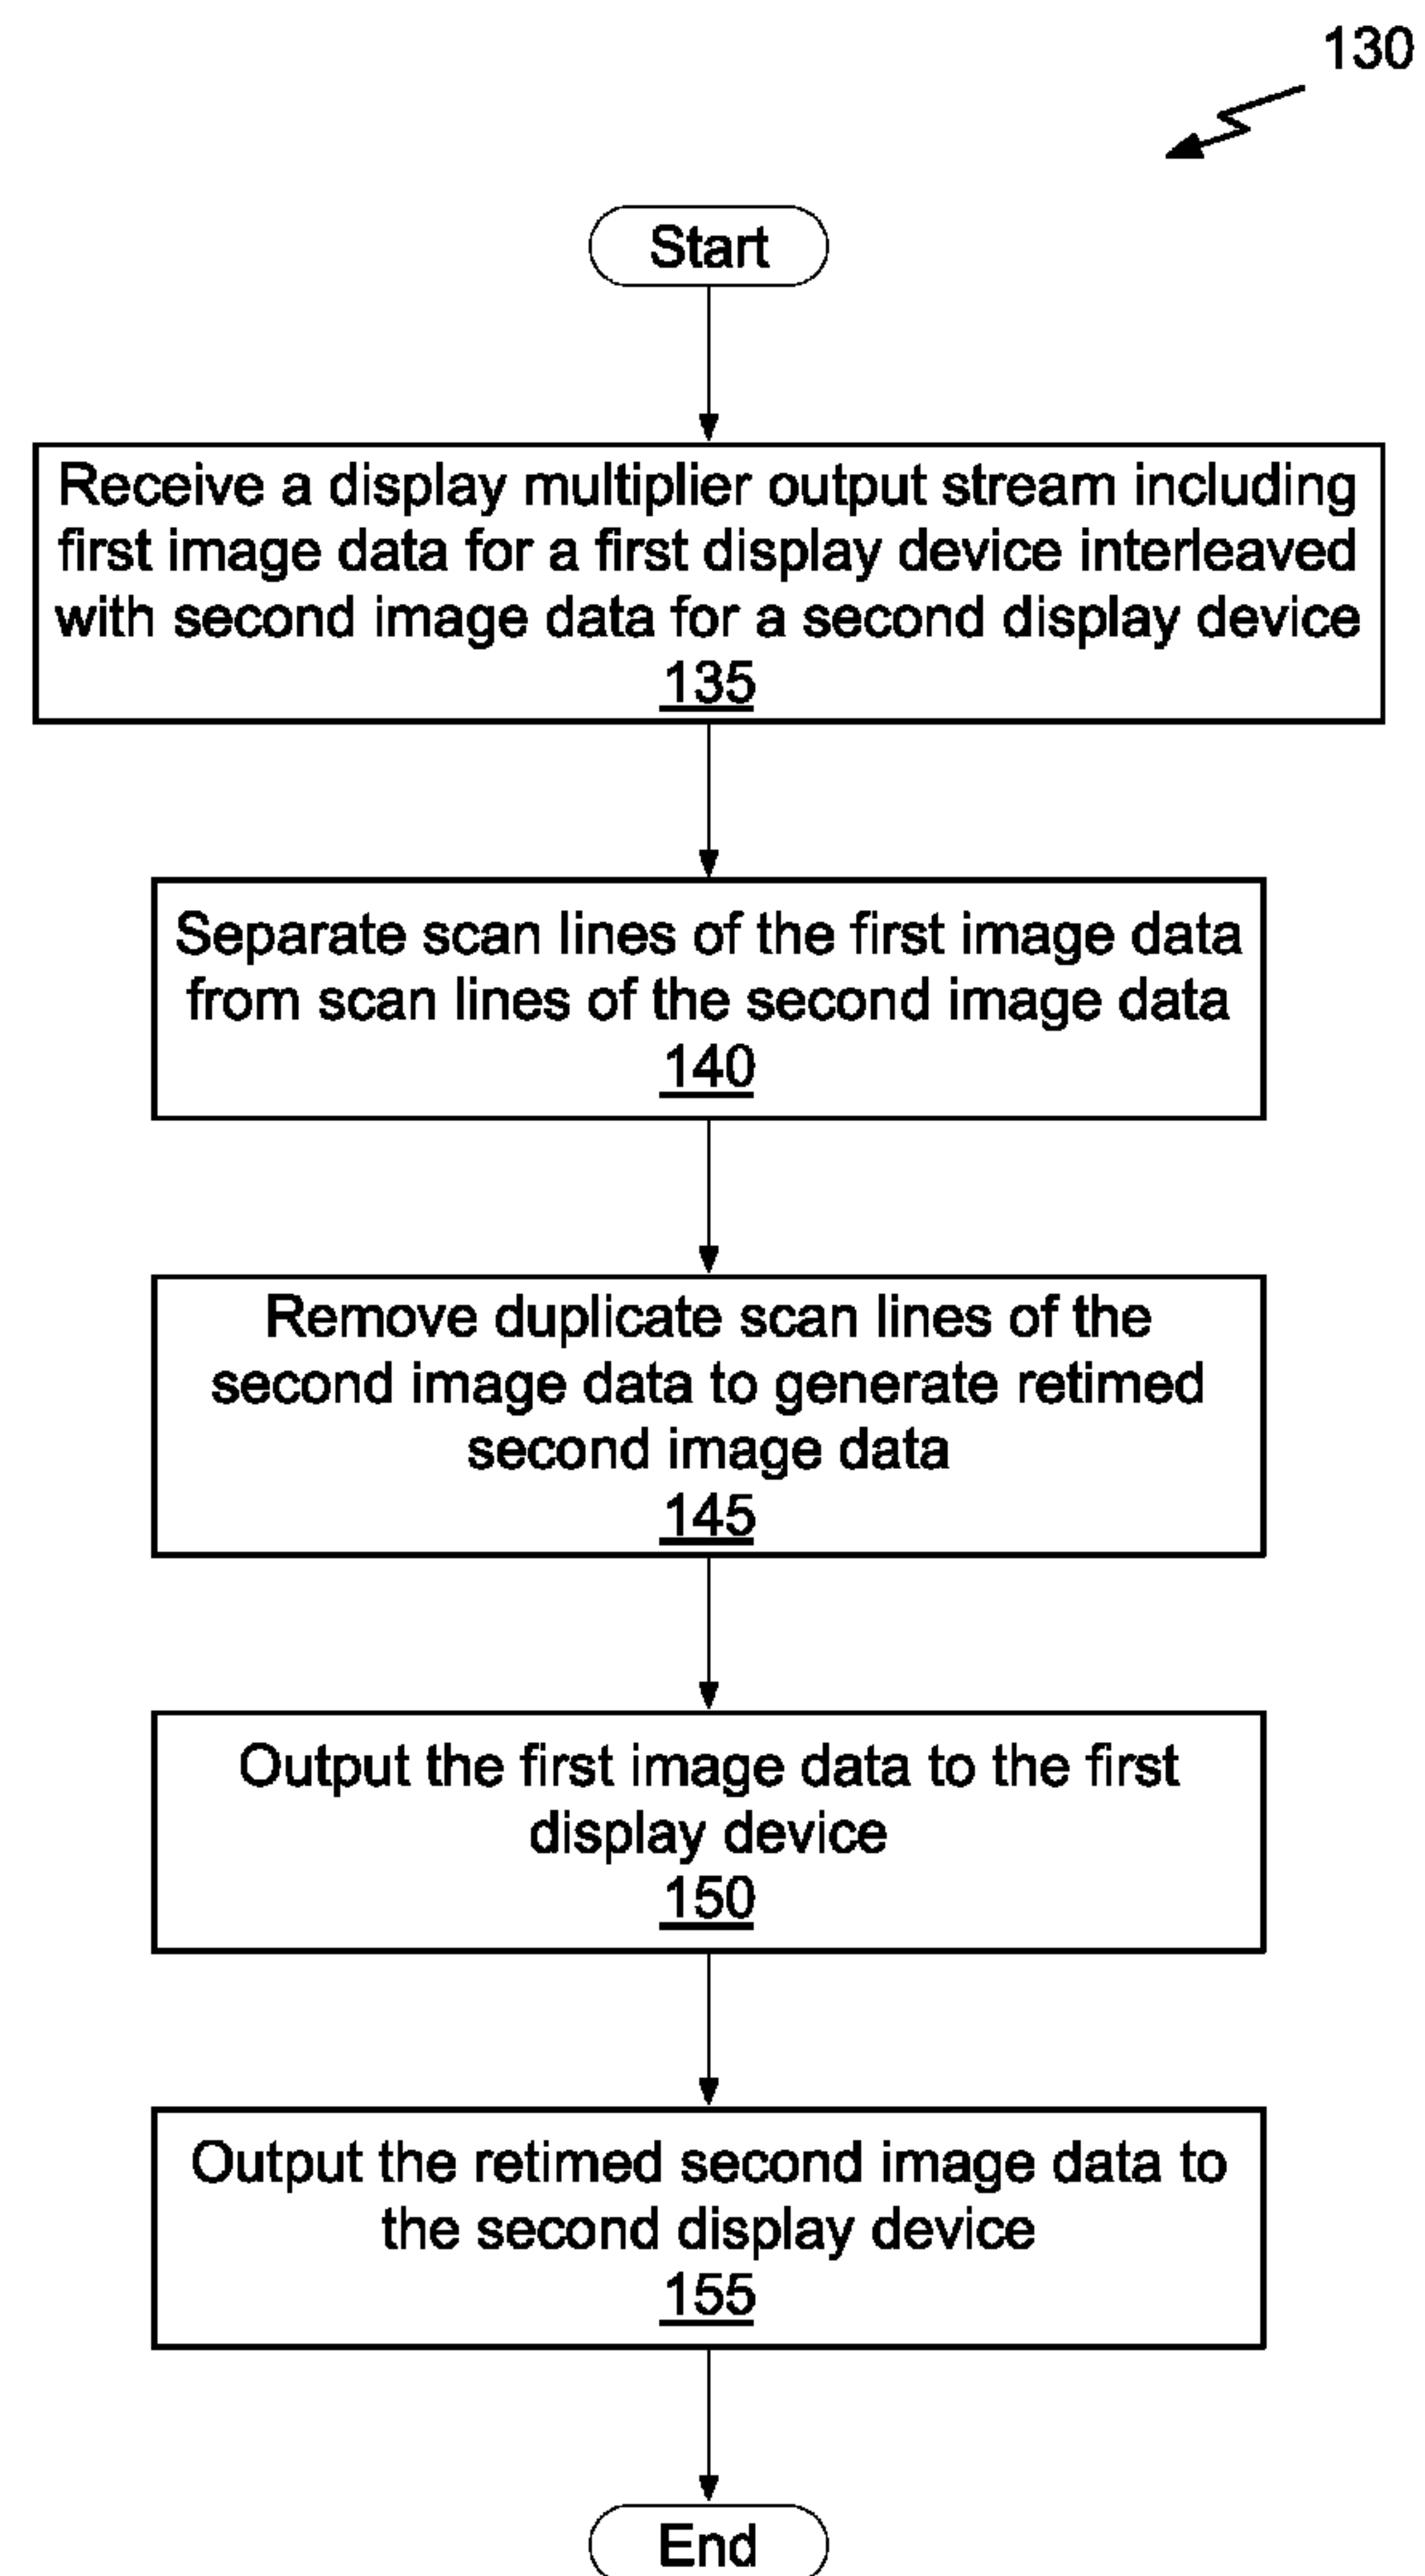 130
Start
Receive a display multiplier output stream including
first image data for a first display device interleaved
with second image data for a second display device
135
Separate scan lines of the first image data
from scan lines of the second image data
140
Remove duplicate scan lines of the
second image data to generate retimed
second image data
145
Output the first image data to the first
display device
150
Output the retimed second image data to
the second display device
155
End